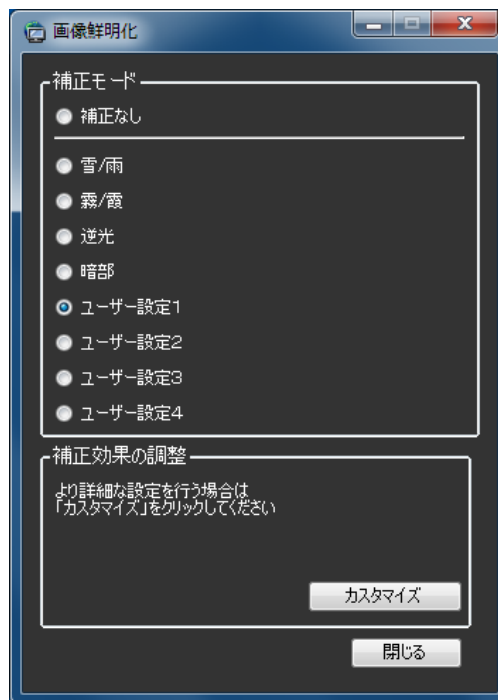 画像鮮明化
補正モード
補正なし
雪/雨
霧/霞
逆光
暗部
ユーザー設定1
ユーザー設定2
ユーザー設定3
ユーザー設定4
補正効果の調整
より詳細な設定を行う場合は
「カスタマイズ」をクリックしてください
カスタマイズ
閉じる